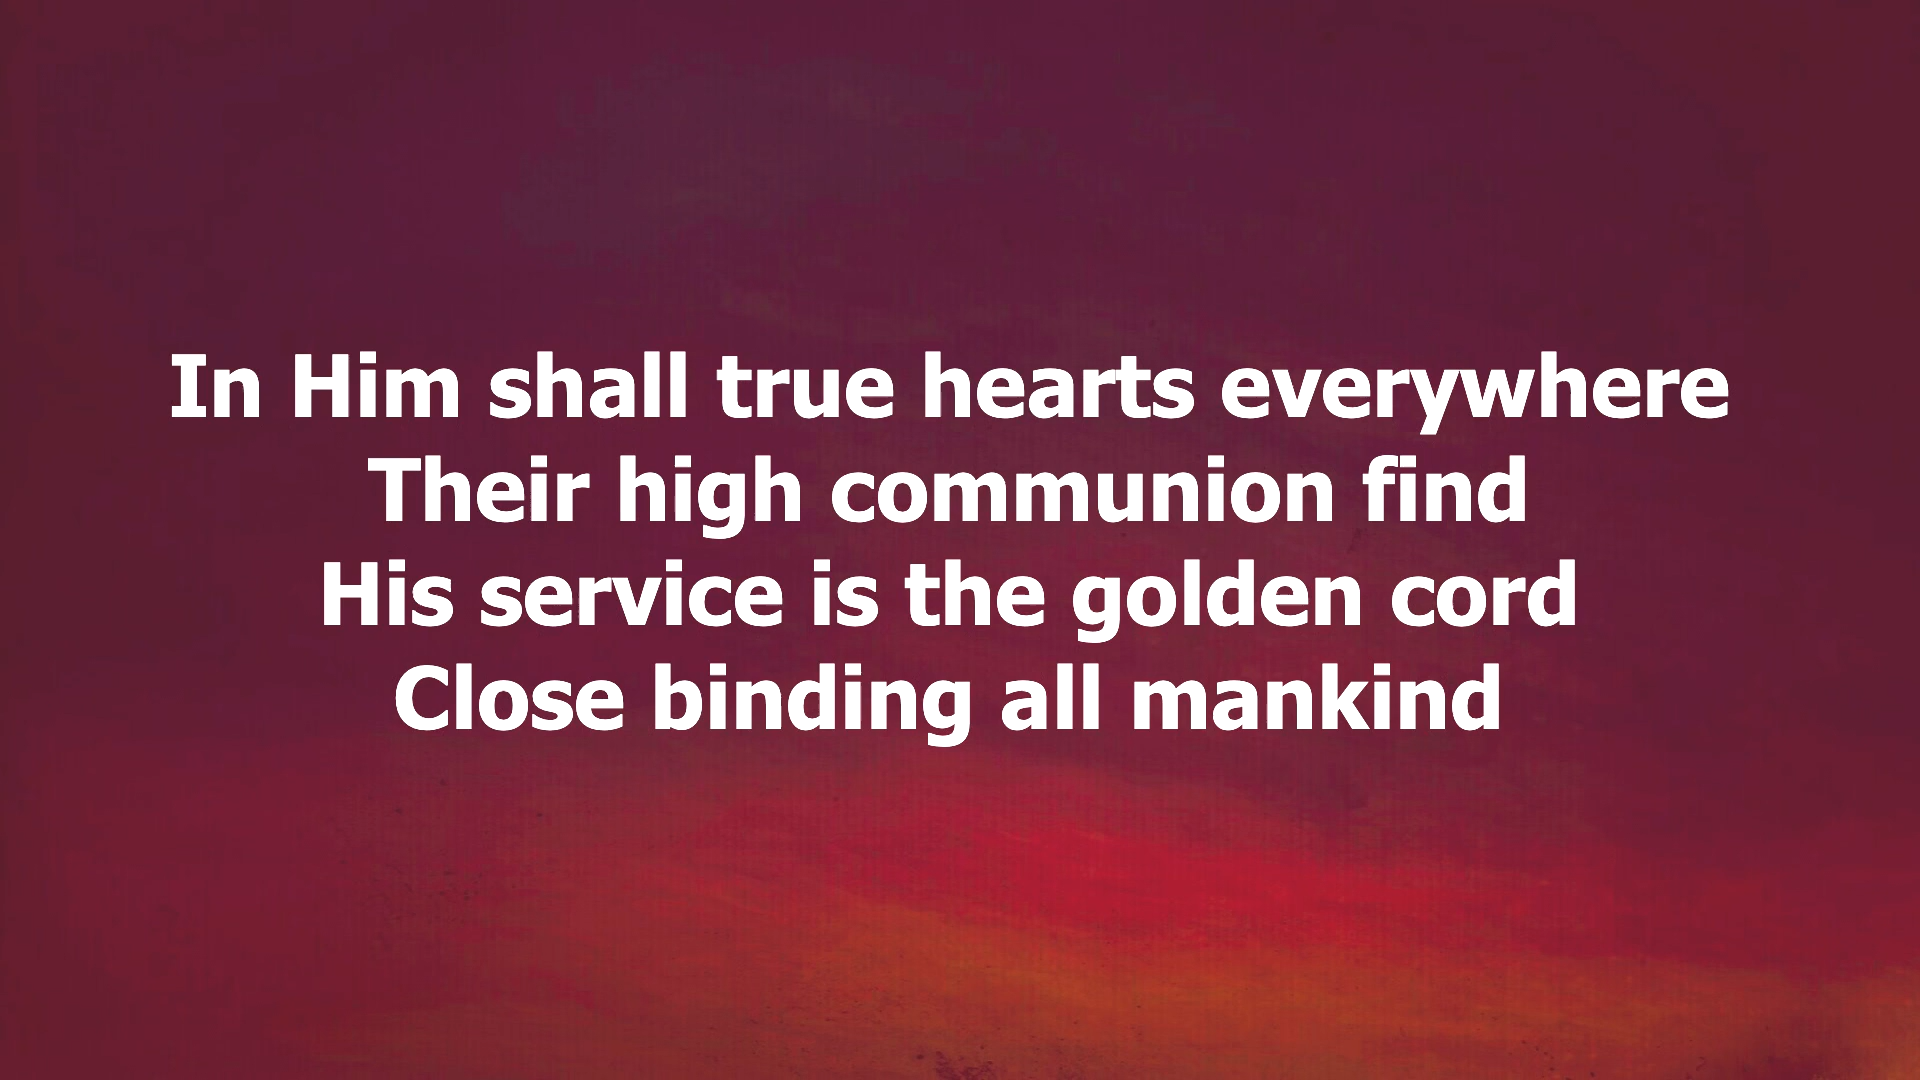 In Him shall true hearts everywhere
Their high communion find
His service is the golden cord
Close binding all mankind